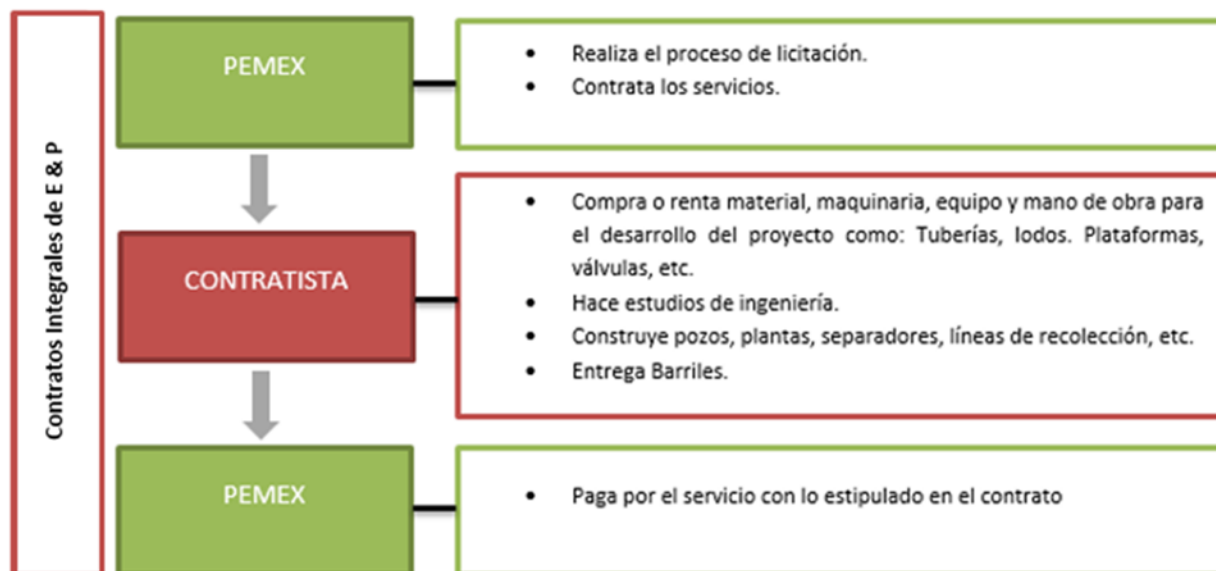 Contratos Integrales de E & P
PEMEX
• Realiza el proceso de licitación.
• Contrata los servicios.
CONTRATISTA
• Compra o renta material, maquinaria, equipo y mano de obra para
el desarrollo del proyecto como: Tuberías, lodos. Plataformas,
válvulas, etc.
• Hace estudios de ingeniería.
• Construye pozos, plantas, separadores, líneas de recolección, etc.
• Entrega Barriles.
PEMEX
• Paga por el servicio con lo estipulado en el contrato